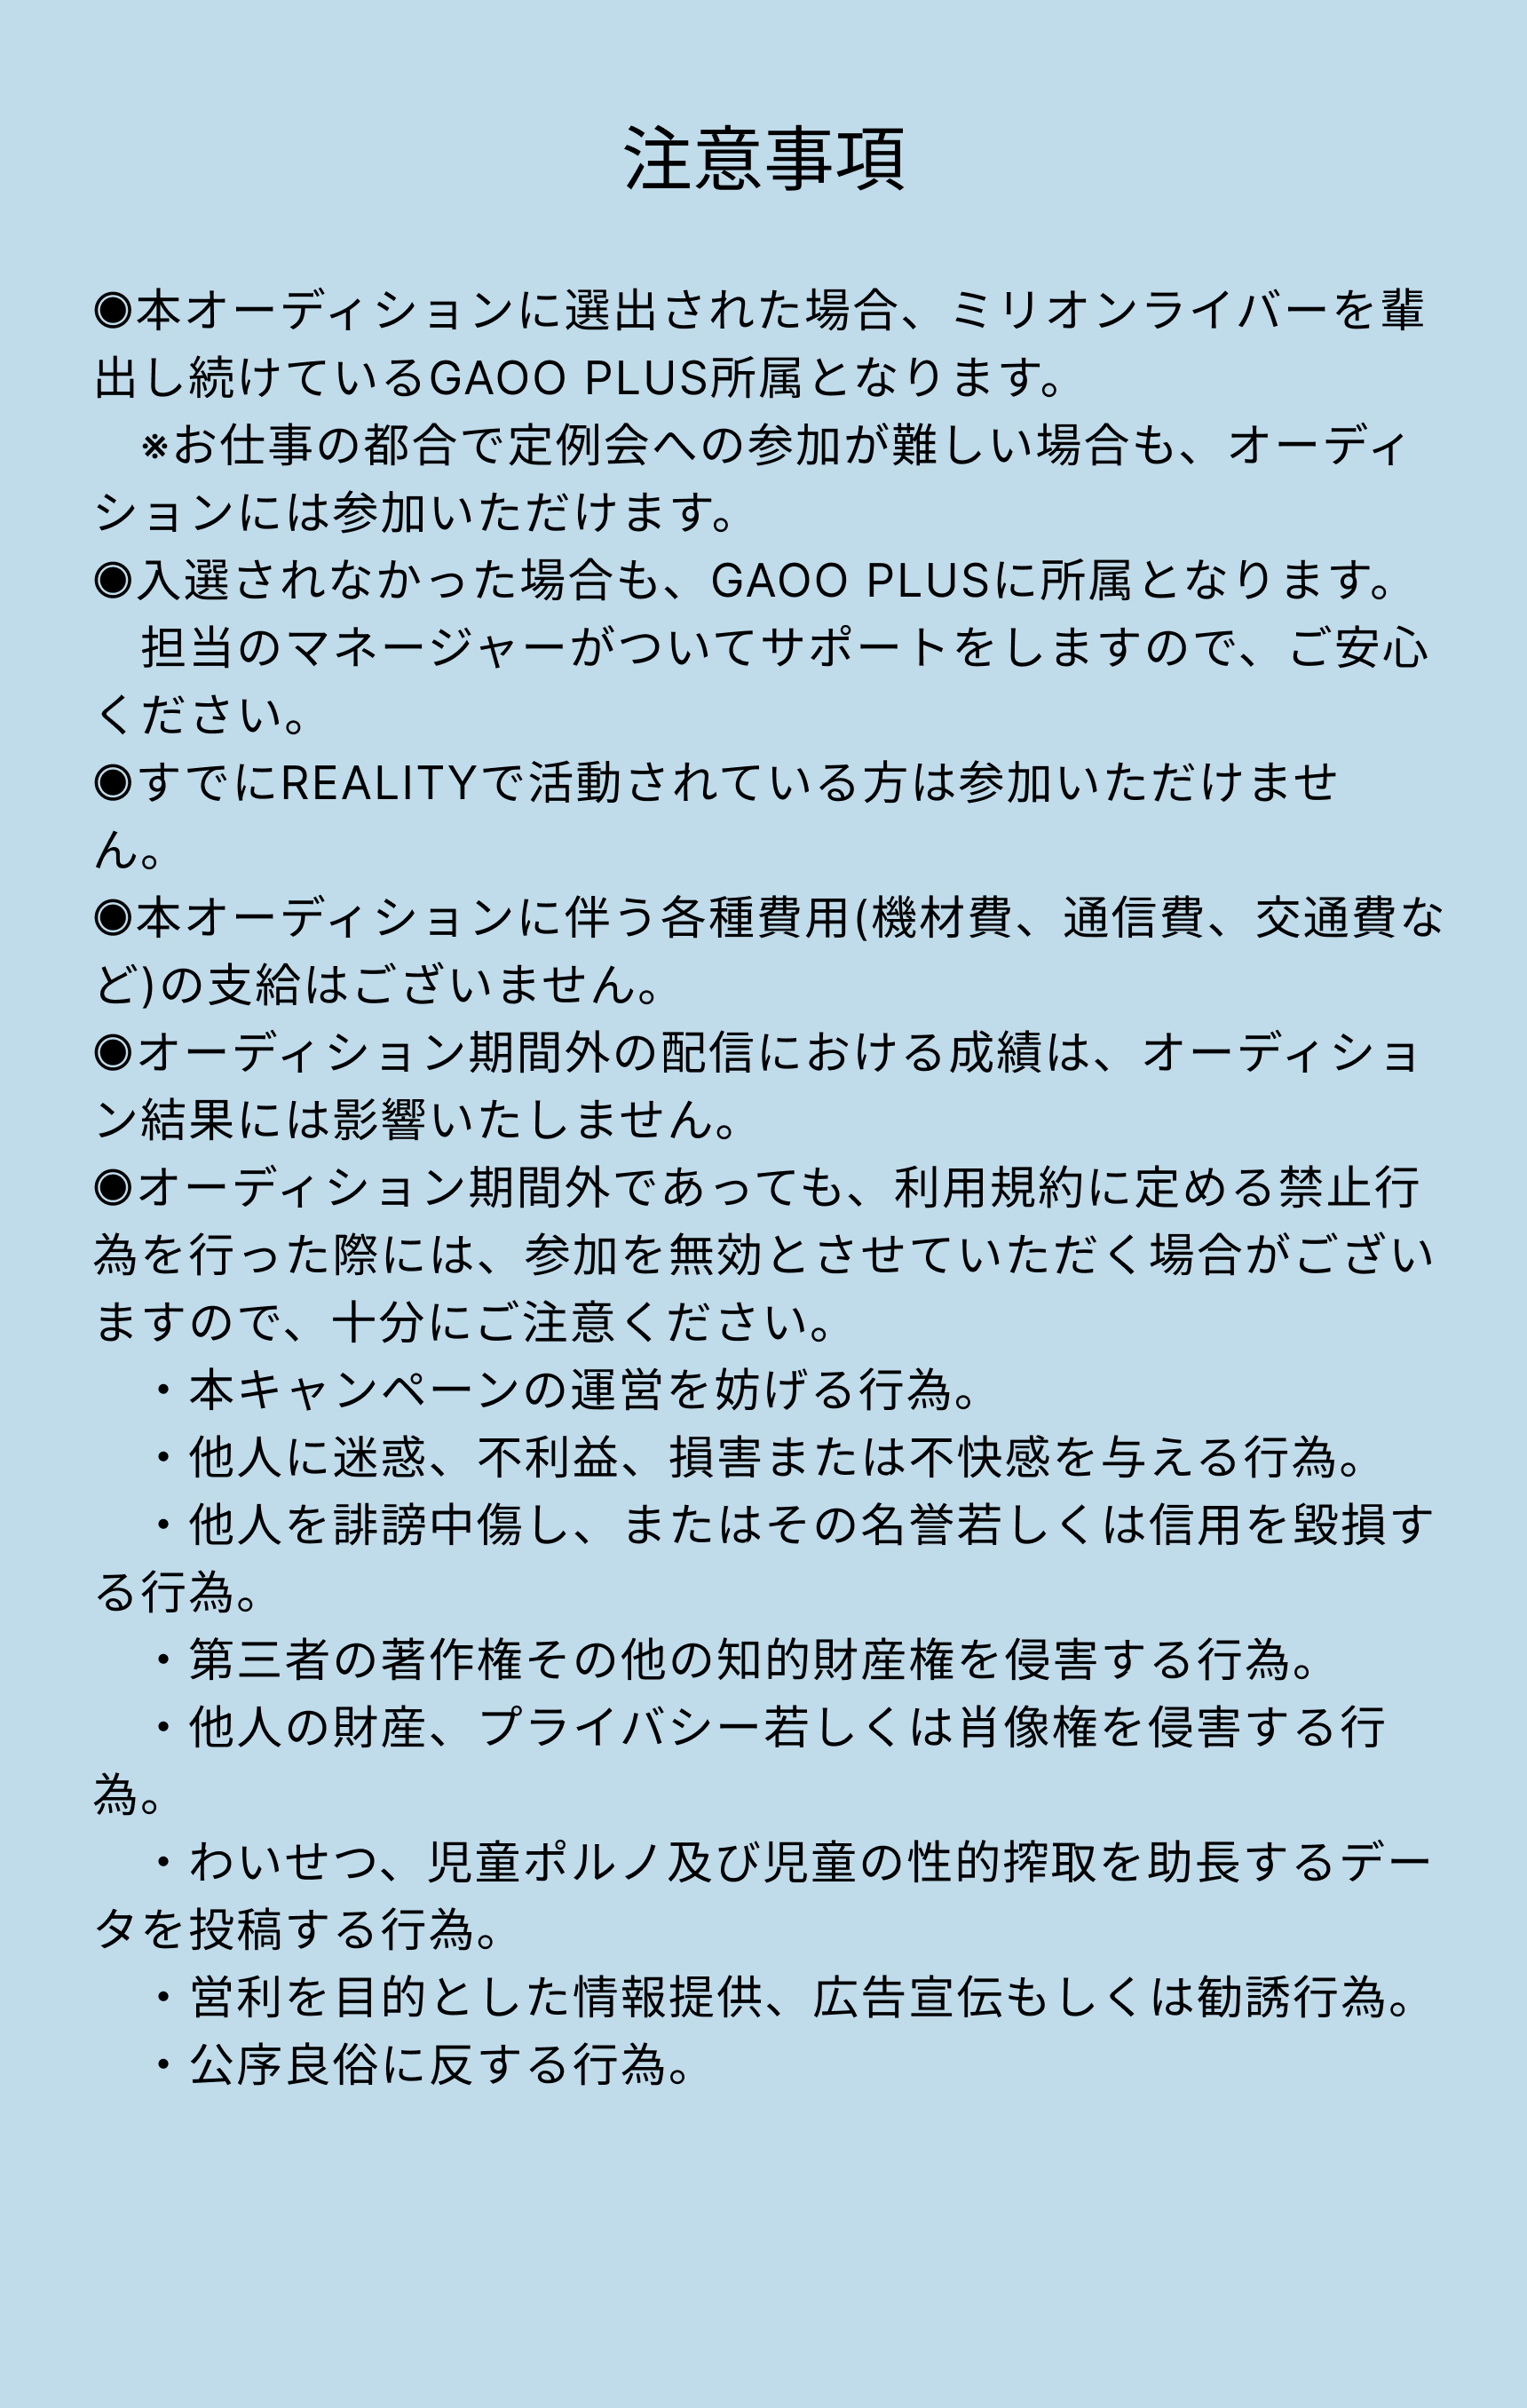 注意事項
◉本オーディションに選出された場合、ミリオンライバーを輩
出し続けているGAOO PLUS所属となります。
　※お仕事の都合で定例会への参加が難しい場合も、オーディ
ションには参加いただけます。
◉入選されなかった場合も、GAOO PLUSに所属となります。
　担当のマネージャーがついてサポートをしますので、ご安心
ください。
◉すでにREALITYで活動されている方は参加いただけませ
ん。
◉本オーディションに伴う各種費用(機材費、通信費、交通費な
ど)の支給はございません。
◉オーディション期間外の配信における成績は、オーディショ
ン結果には影響いたしません。
◉オーディション期間外であっても、利用規約に定める禁止行
為を行った際には、参加を無効とさせていただく場合がござい
ますので、十分にご注意ください。
　・本キャンペーンの運営を妨げる行為。
　・他人に迷惑、不利益、損害または不快感を与える行為。
　・他人を誹謗中傷し、またはその名誉若しくは信用を毀損す
る行為。
　・第三者の著作権その他の知的財産権を侵害する行為。
　・他人の財産、プライバシー若しくは肖像権を侵害する行
為。
　・わいせつ、児童ポルノ及び児童の性的搾取を助長するデー
タを投稿する行為。
　・営利を目的とした情報提供、広告宣伝もしくは勧誘行為。
　・公序良俗に反する行為。